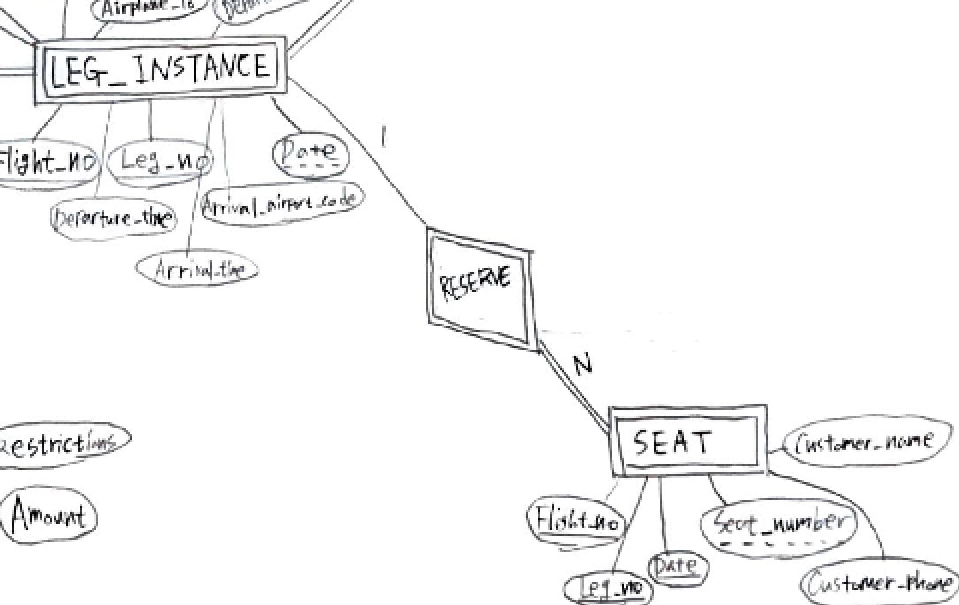 Airplane_id
LEG_INSTANCE
Flight_no
Leg_no
Date
1
Departure_time
Arrival_airport_code
Arrival_time
RESERVE
N
SEAT
Customer_name
Restrictions
Amount
Flight_no
Seat_number
Leg_no
Date
Customer_phone